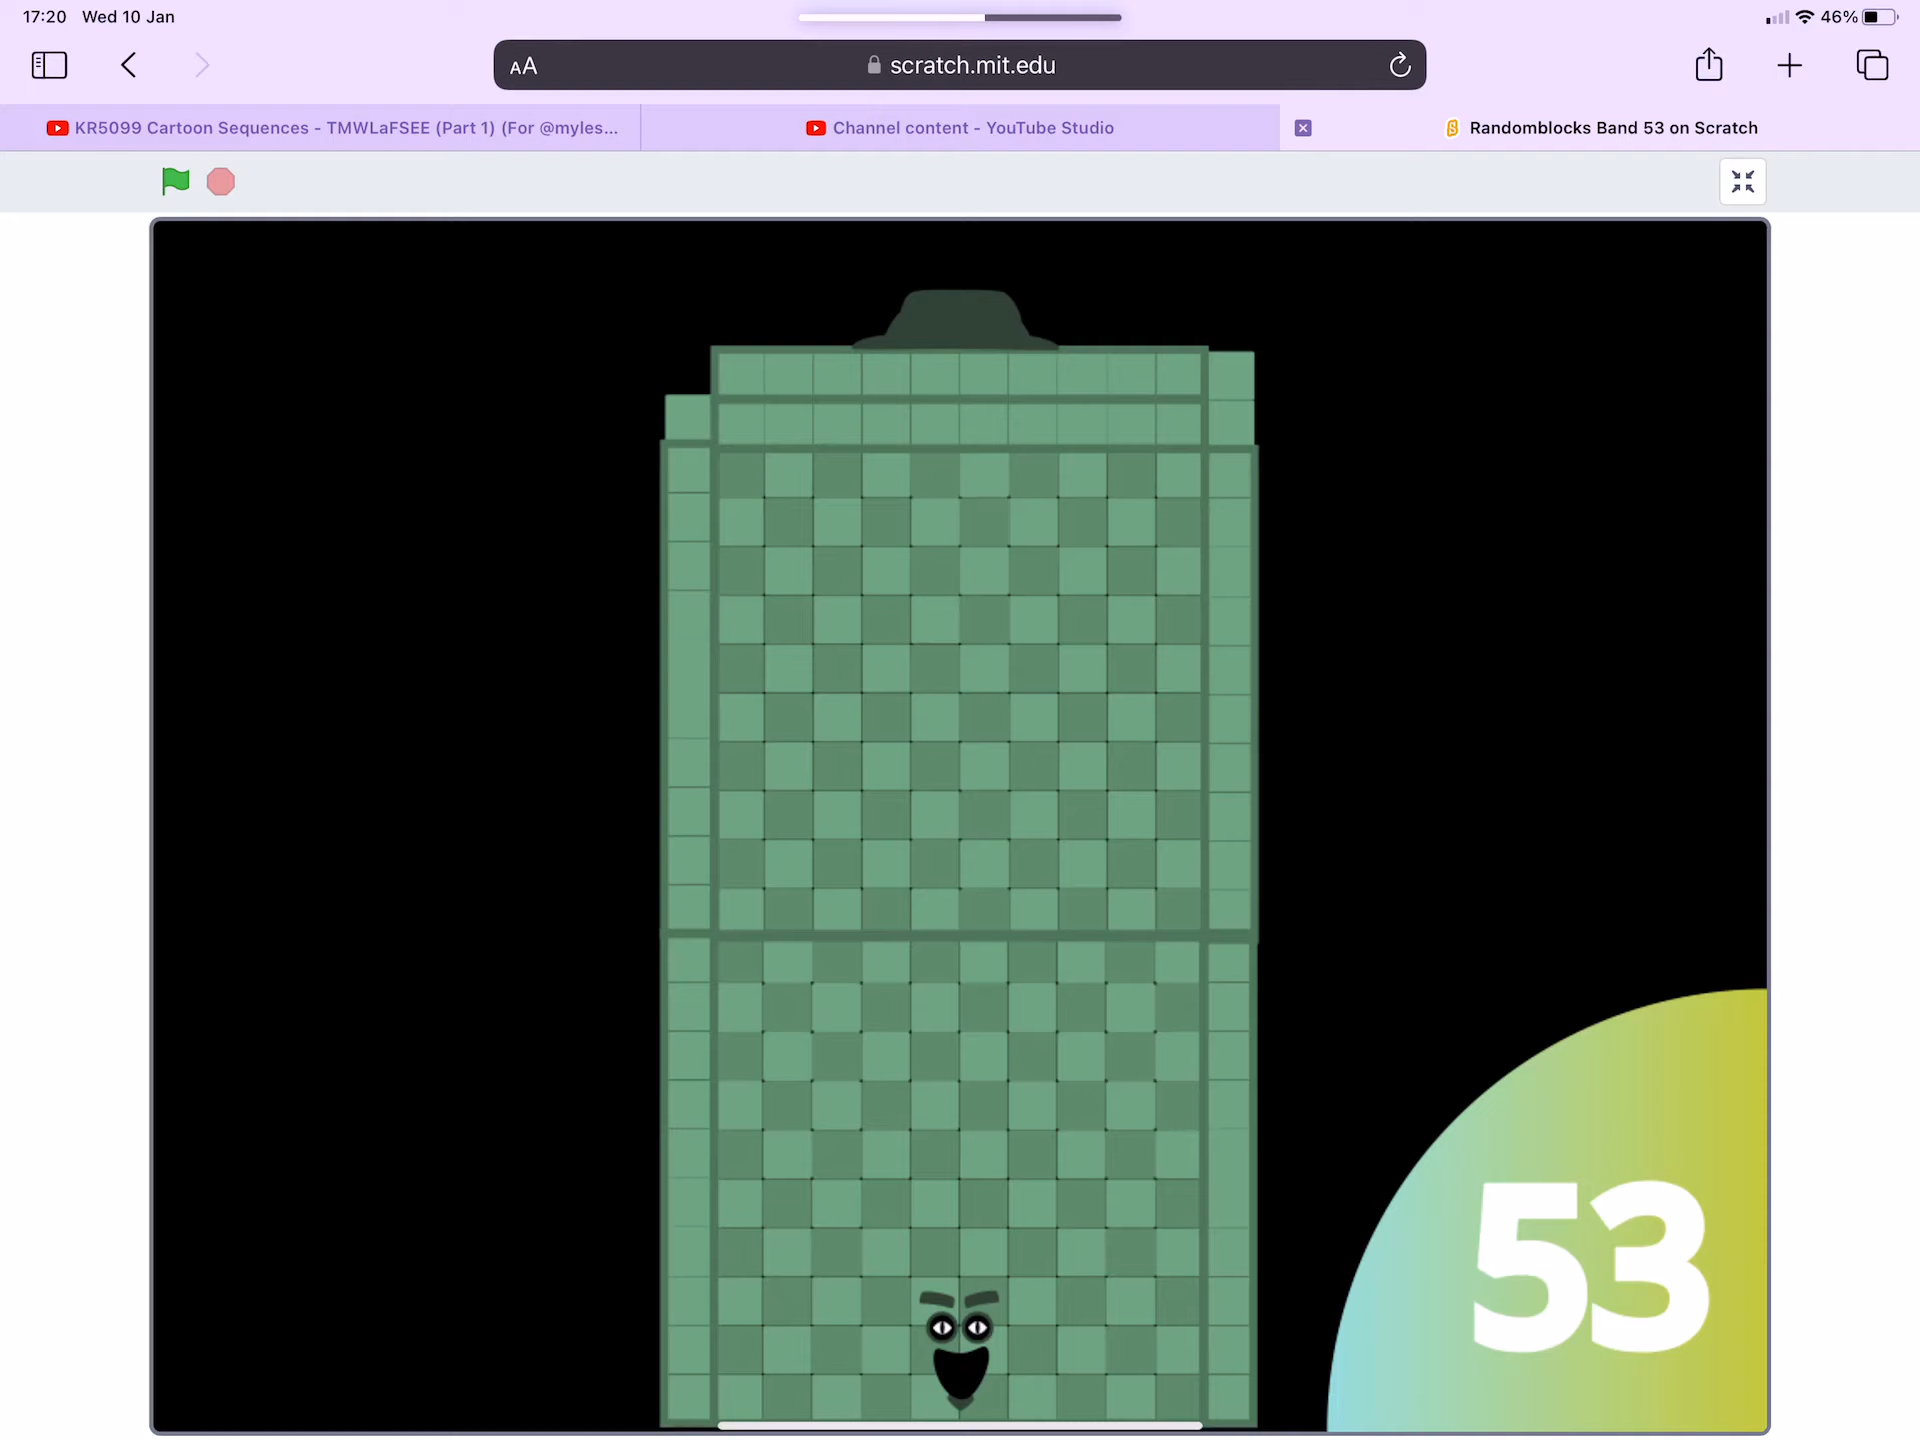 17:20 Wed 10 Jan
46%
AA
scratch.mit.edu
KR5099 Cartoon Sequences - TMWLaFSEE (Part 1) (For @myles...
Channel content - YouTube Studio
Randomblocks Band 53 on Scratch
53